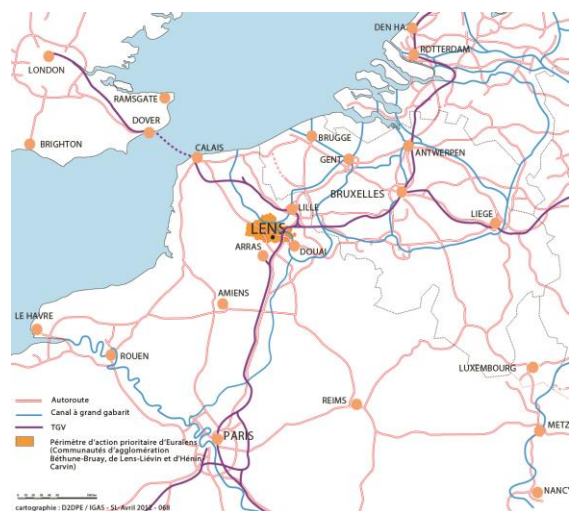 DEN HA
ROTTERDAM
LONDON
RAMSGATE
DOVER
BRIGHTON
CALAIS
BRUGGE
GENT
ANTWERPEN
BRUXELLES
LILLE
LIEGE
LENS
ARRAS
DOUAI
AMIENS
LE HAVRE
ROUEN
LUXEMBOURG
REIMS
METZ
PARIS
NANCY
Autoroute
Canal à grand gabarit
TGV
Périmètre d'action prioritaire d'Euralens
(Communautés d'agglomération
Béthune-Bruay, de Lens-Liévin et d'Hénin-
Carvin)
cartographie : D2DPE / IGAS - SL-Avril 2012 - 068